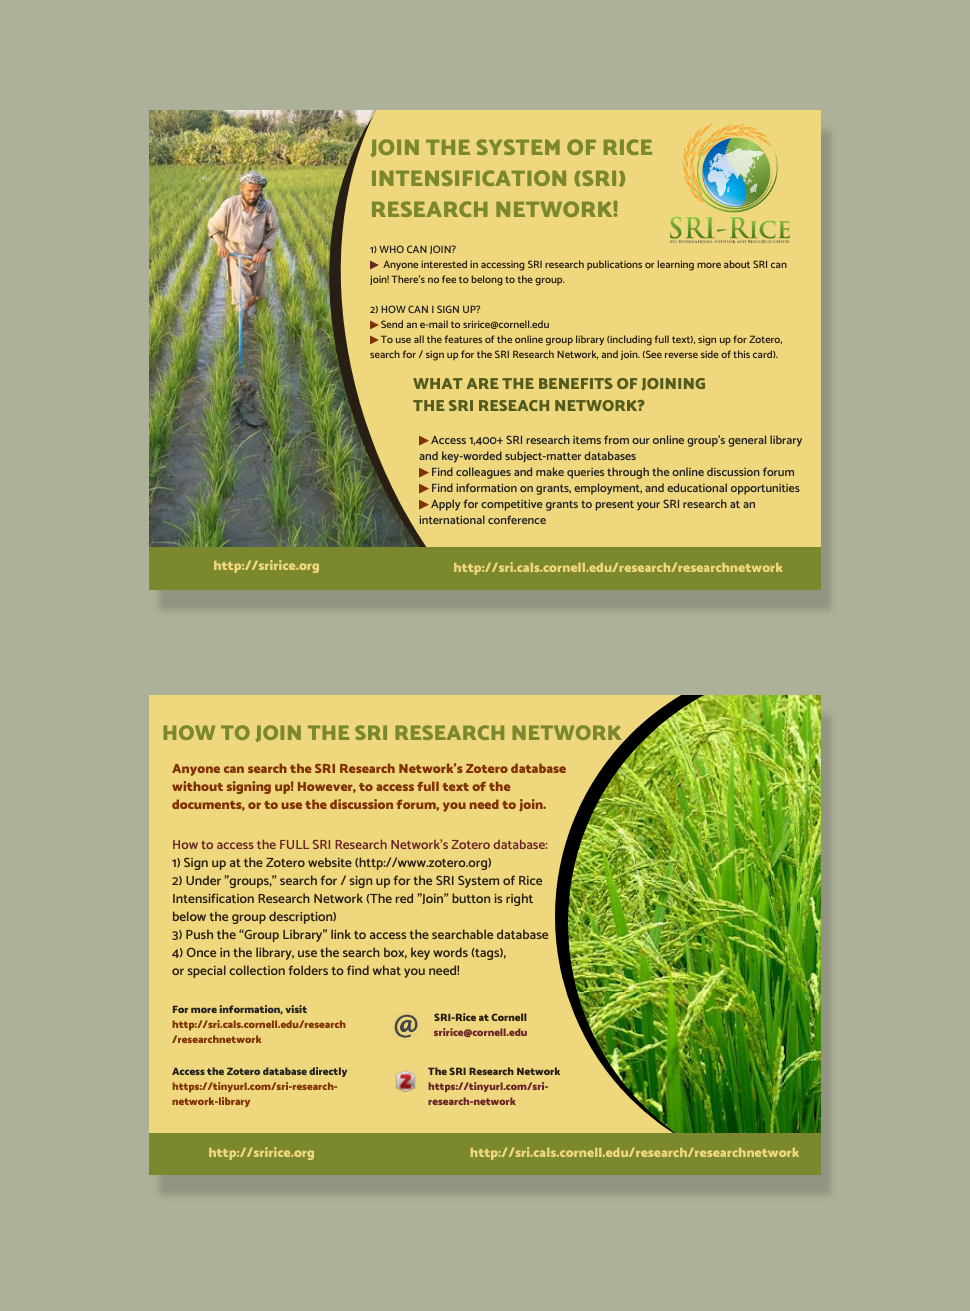 JOIN THE SYSTEM OF RICE
INTENSIFICATION (SRI)
RESEARCH NETWORK!
SRI-RICE
SRI INTERNATIONAL NETWORK AND RESOURCES CENTER
1) WHO CAN JOIN?
▶ Anyone interested in accessing SRI research publications or learning more about SRI can
join! There's no fee to belong to the group.
2) HOW CAN I SIGN UP?
▶ Send an e-mail to sririce@cornell.edu
▶ To use all the features of the online group library (including full text), sign up for Zotero,
search for / sign up for the SRI Research Network, and join. (See reverse side of this card).
WHAT ARE THE BENEFITS OF JOINING
THE SRI RESEACH NETWORK?
▶ Access 1,400+ SRI research items from our online group's general library
and key-worded subject-matter databases
▶ Find colleagues and make queries through the online discussion forum
▶ Find information on grants, employment, and educational opportunities
▶ Apply for competitive grants to present your SRI research at an
international conference
http://sririce.org
http://sri.cals.cornell.edu/research/researchnetwork
HOW TO JOIN THE SRI RESEARCH NETWORK
Anyone can search the SRI Research Network's Zotero database
without signing up! However, to access full text of the
documents, or to use the discussion forum, you need to join.
How to access the FULL SRI Research Network's Zotero database:
1) Sign up at the Zotero website (http://www.zotero.org)
2) Under "groups," search for / sign up for the SRI System of Rice
Intensification Research Network (The red "Join" button is right
below the group description)
3) Push the “Group Library” link to access the searchable database
4) Once in the library, use the search box, key words (tags),
or special collection folders to find what you need!
For more information, visit
http://sri.cals.cornell.edu/research
/researchnetwork
@
SRI-Rice at Cornell
sririce@cornell.edu
Access the Zotero database directly
https://tinyurl.com/sri-research-
network-library
Z
The SRI Research Network
https://tinyurl.com/sri-
research-network
http://sririce.org
http://sri.cals.cornell.edu/research/researchnetwork